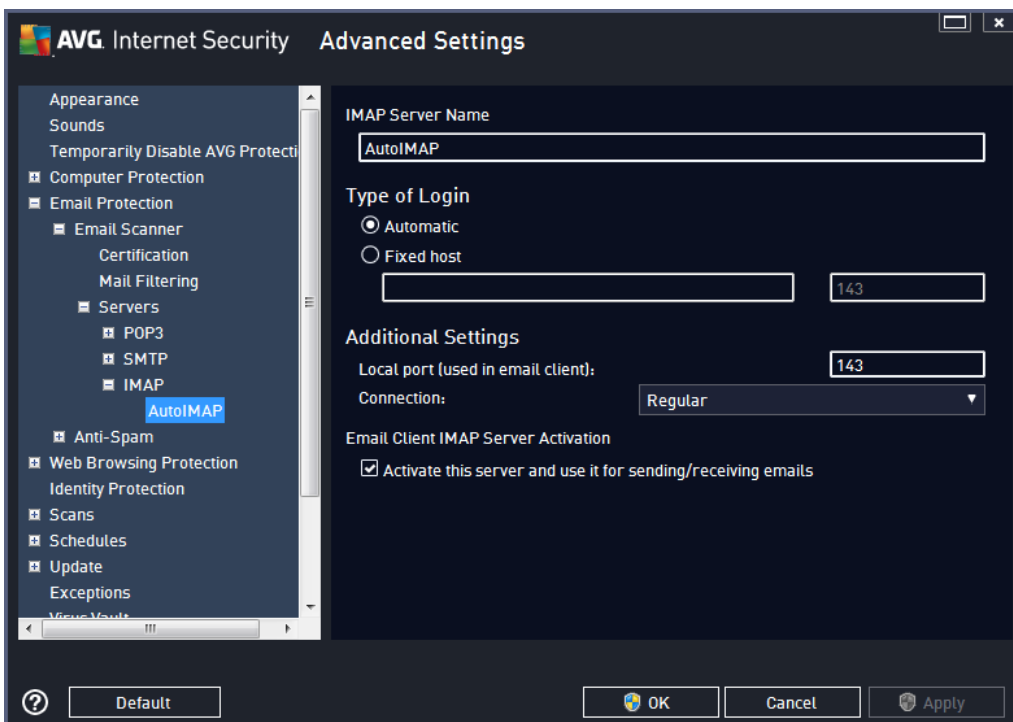 AVG. Internet Security Advanced Settings
Appearance
Sounds
Temporarily Disable AVG Protecti
Computer Protection
Email Protection
Email Scanner
Certification
Mail Filtering
Servers
POP3
SMTP
IMAP
AutoIMAP
Anti-Spam
Web Browsing Protection
Identity Protection
Scans
Schedules
Update
Exceptions
Virus Vault
IMAP Server Name
AutoIMAP
Type of Login
Automatic
Fixed host
143
Additional Settings
Local port (used in email client): 143
Connection: Regular
Email Client IMAP Server Activation
Activate this server and use it for sending/receiving emails
Default OK Cancel Apply